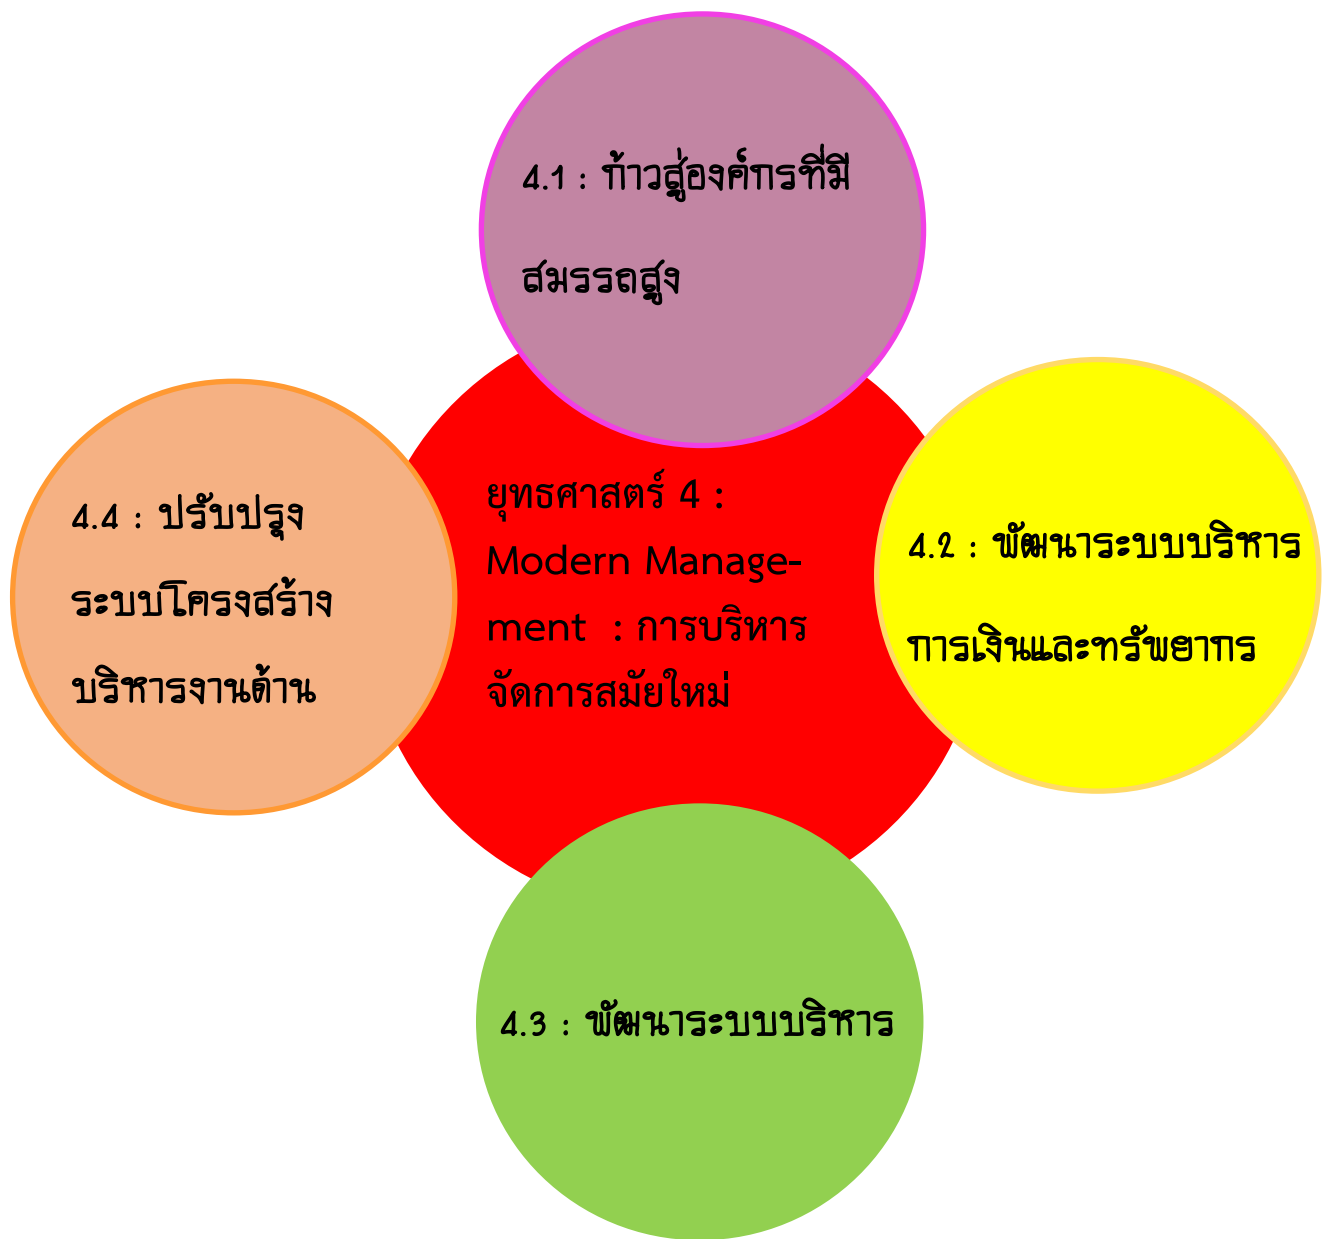 4.1 : ก้าวสู่องค์กรที่มี
สมรรถสูง
ยุทธศาสตร์ 4 :
Modern Manage-
ment : การบริหาร
จัดการสมัยใหม่
4.2 : พัฒนาระบบบริหาร
การเงินและทรัพยากร
4.3 : พัฒนาระบบบริหาร
4.4 : ปรับปรุง
ระบบโครงสร้าง
บริหารงานด้าน